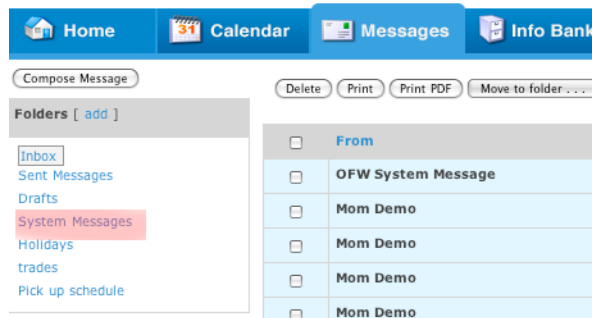 Home 31 Calendar Messages Info Bank
Compose Message
Delete Print Print PDF Move to folder . . .
Folders [ add ]
From
Inbox
OFW System Message
Sent Messages
Drafts
Mom Demo
System Messages
Holidays
Mom Demo
trades
Mom Demo
Pick up schedule
Mom Demo